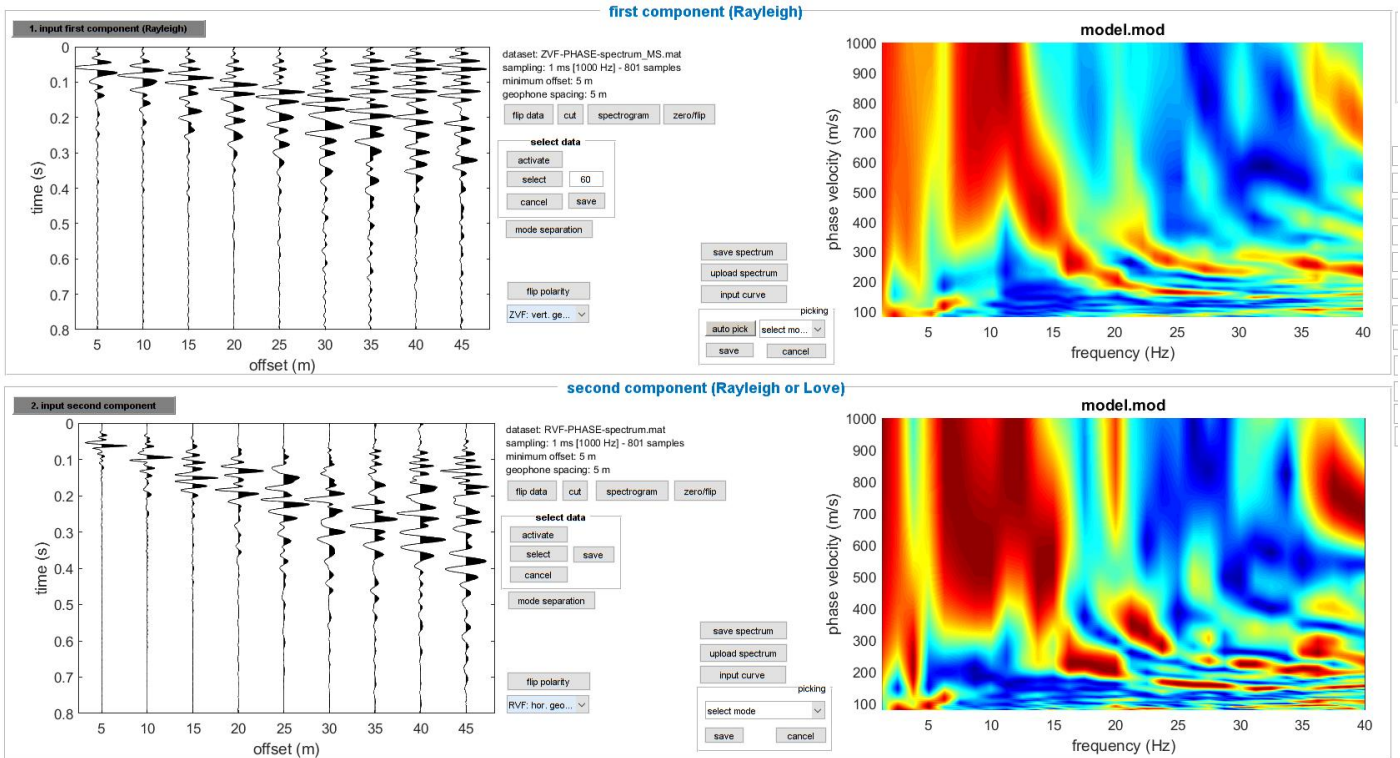 first component (Rayleigh)
1. input first component (Rayleigh)
0
0.1
0.2
0.3
0.4
0.5
0.6
0.7
0.8
time (s)
5 10 15 20 25 30 35 40 45
offset (m)
dataset: ZVF-PHASE-spectrum_MS.mat
sampling: 1 ms [1000 Hz] - 801 samples
minimum offset: 5 m
geophone spacing: 5 m
flip data cut spectrogram zero/flip
select data
activate
select 60
cancel save
mode separation
flip polarity
ZVF: vert. ge...
save spectrum
upload spectrum
input curve
picking
auto pick select mo...
save cancel
model.mod
1000
900
800
700
600
500
400
300
200
100
phase velocity (m/s)
5 10 15 20 25 30 35 40
frequency (Hz)
second component (Rayleigh or Love)
2. input second component
0
0.1
0.2
0.3
0.4
0.5
0.6
0.7
0.8
time (s)
5 10 15 20 25 30 35 40 45
offset (m)
dataset: RVF-PHASE-spectrum.mat
sampling: 1 ms [1000 Hz] - 801 samples
minimum offset: 5 m
geophone spacing: 5 m
flip data cut spectrogram zero/flip
select data
activate
select save
cancel
mode separation
flip polarity
RVF: hor. geo...
save spectrum
upload spectrum
input curve
picking
select mode
save cancel
model.mod
1000
900
800
700
600
500
400
300
200
100
phase velocity (m/s)
5 10 15 20 25 30 35 40
frequency (Hz)